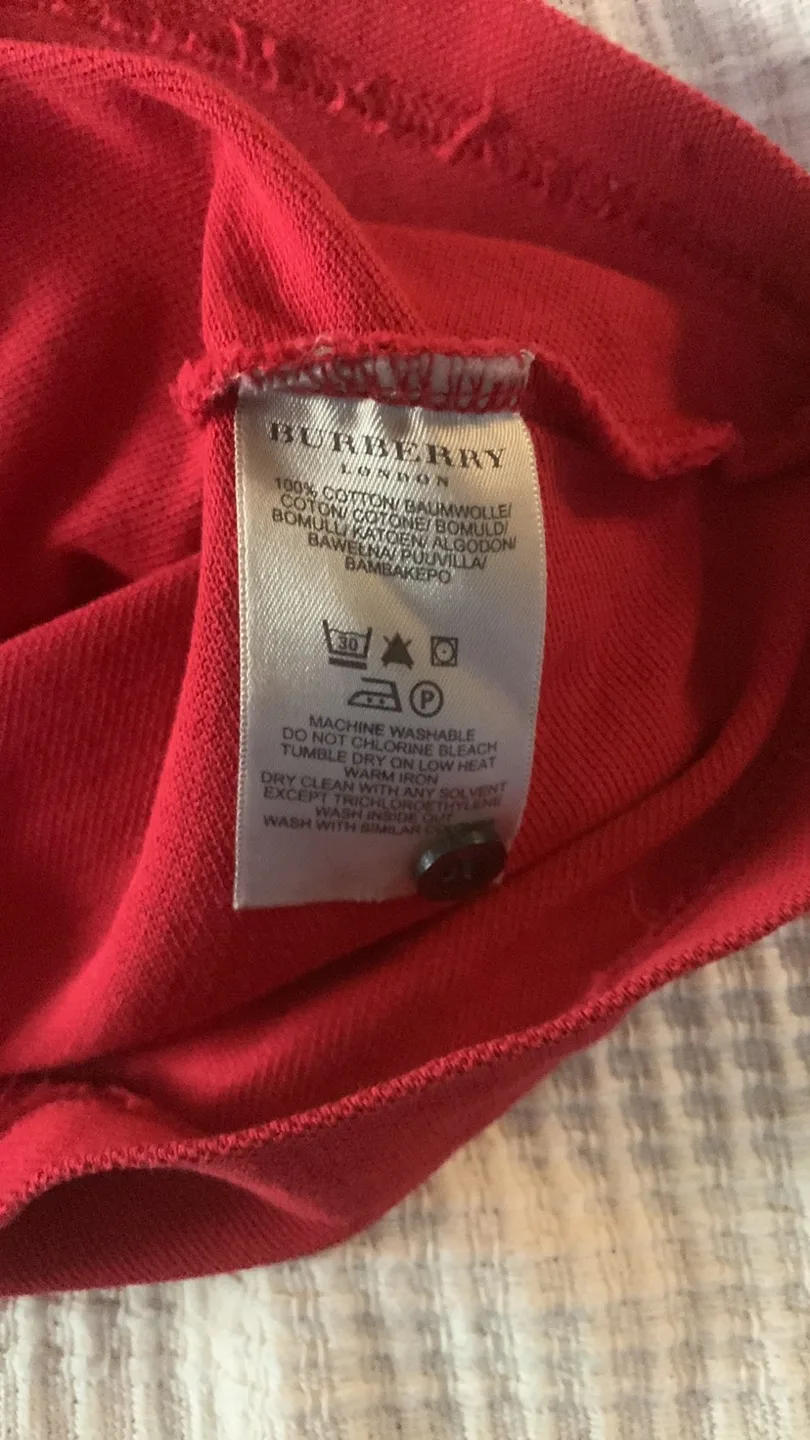 BURBERRY
LONDON
100% COTTON/ BAUMWOLLE/
COTON/ COTONE/ BOMULD/
BOMULL/ KATOEN/ ALGODON/
BAWEŁNA/ PUUVILLA/
BAMBAKEPO
30
P
MACHINE WASHABLE
DO NOT CHLORINE BLEACH
TUMBLE DRY ON LOW HEAT
WARM IRON
DRY CLEAN WITH ANY SOLVENT
EXCEPT TRICHLOROETHYLENE
WASH INSIDE OUT
WASH WITH SIMILAR